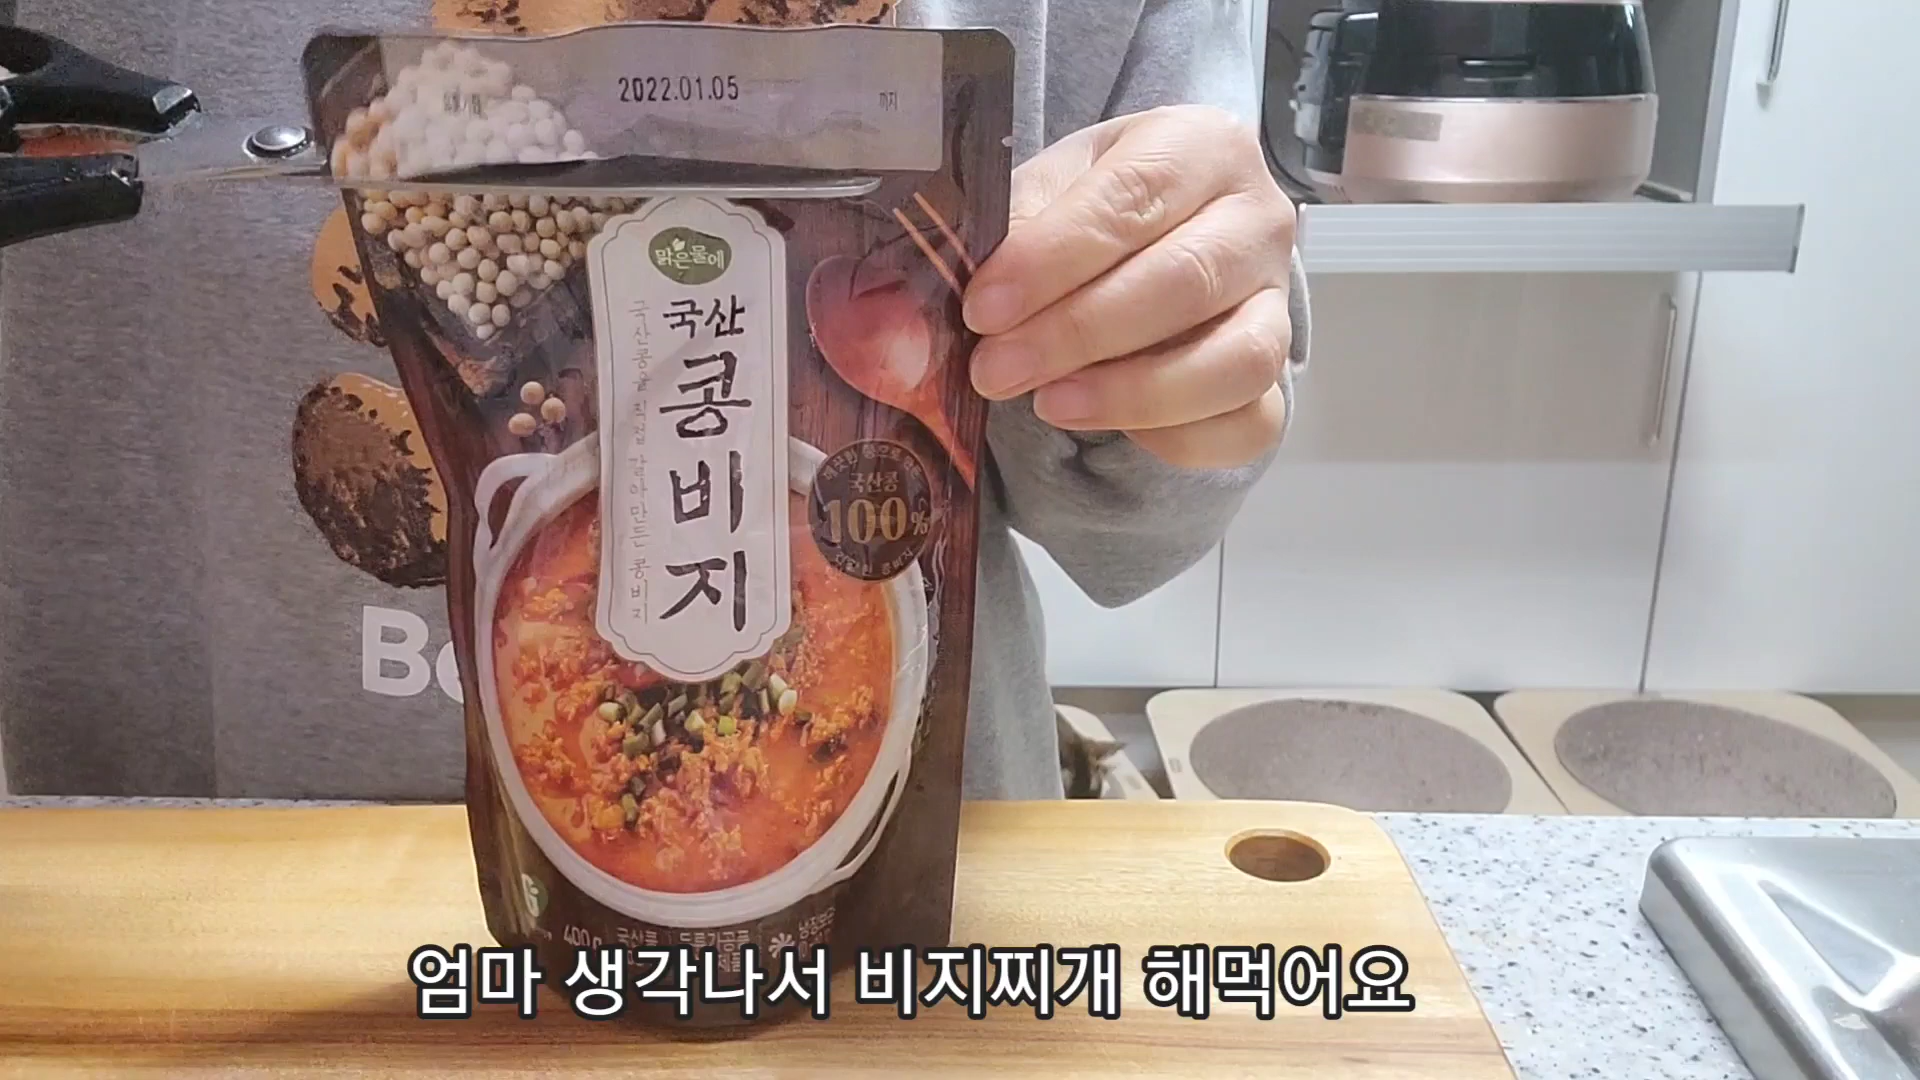 2022.01.05
까지
맑은물에
국산
콩비지
국산콩을 직접 갈아만든 콩비지
국산콩
100%
Be
400g
엄마 생각나서 비지찌개 해먹어요